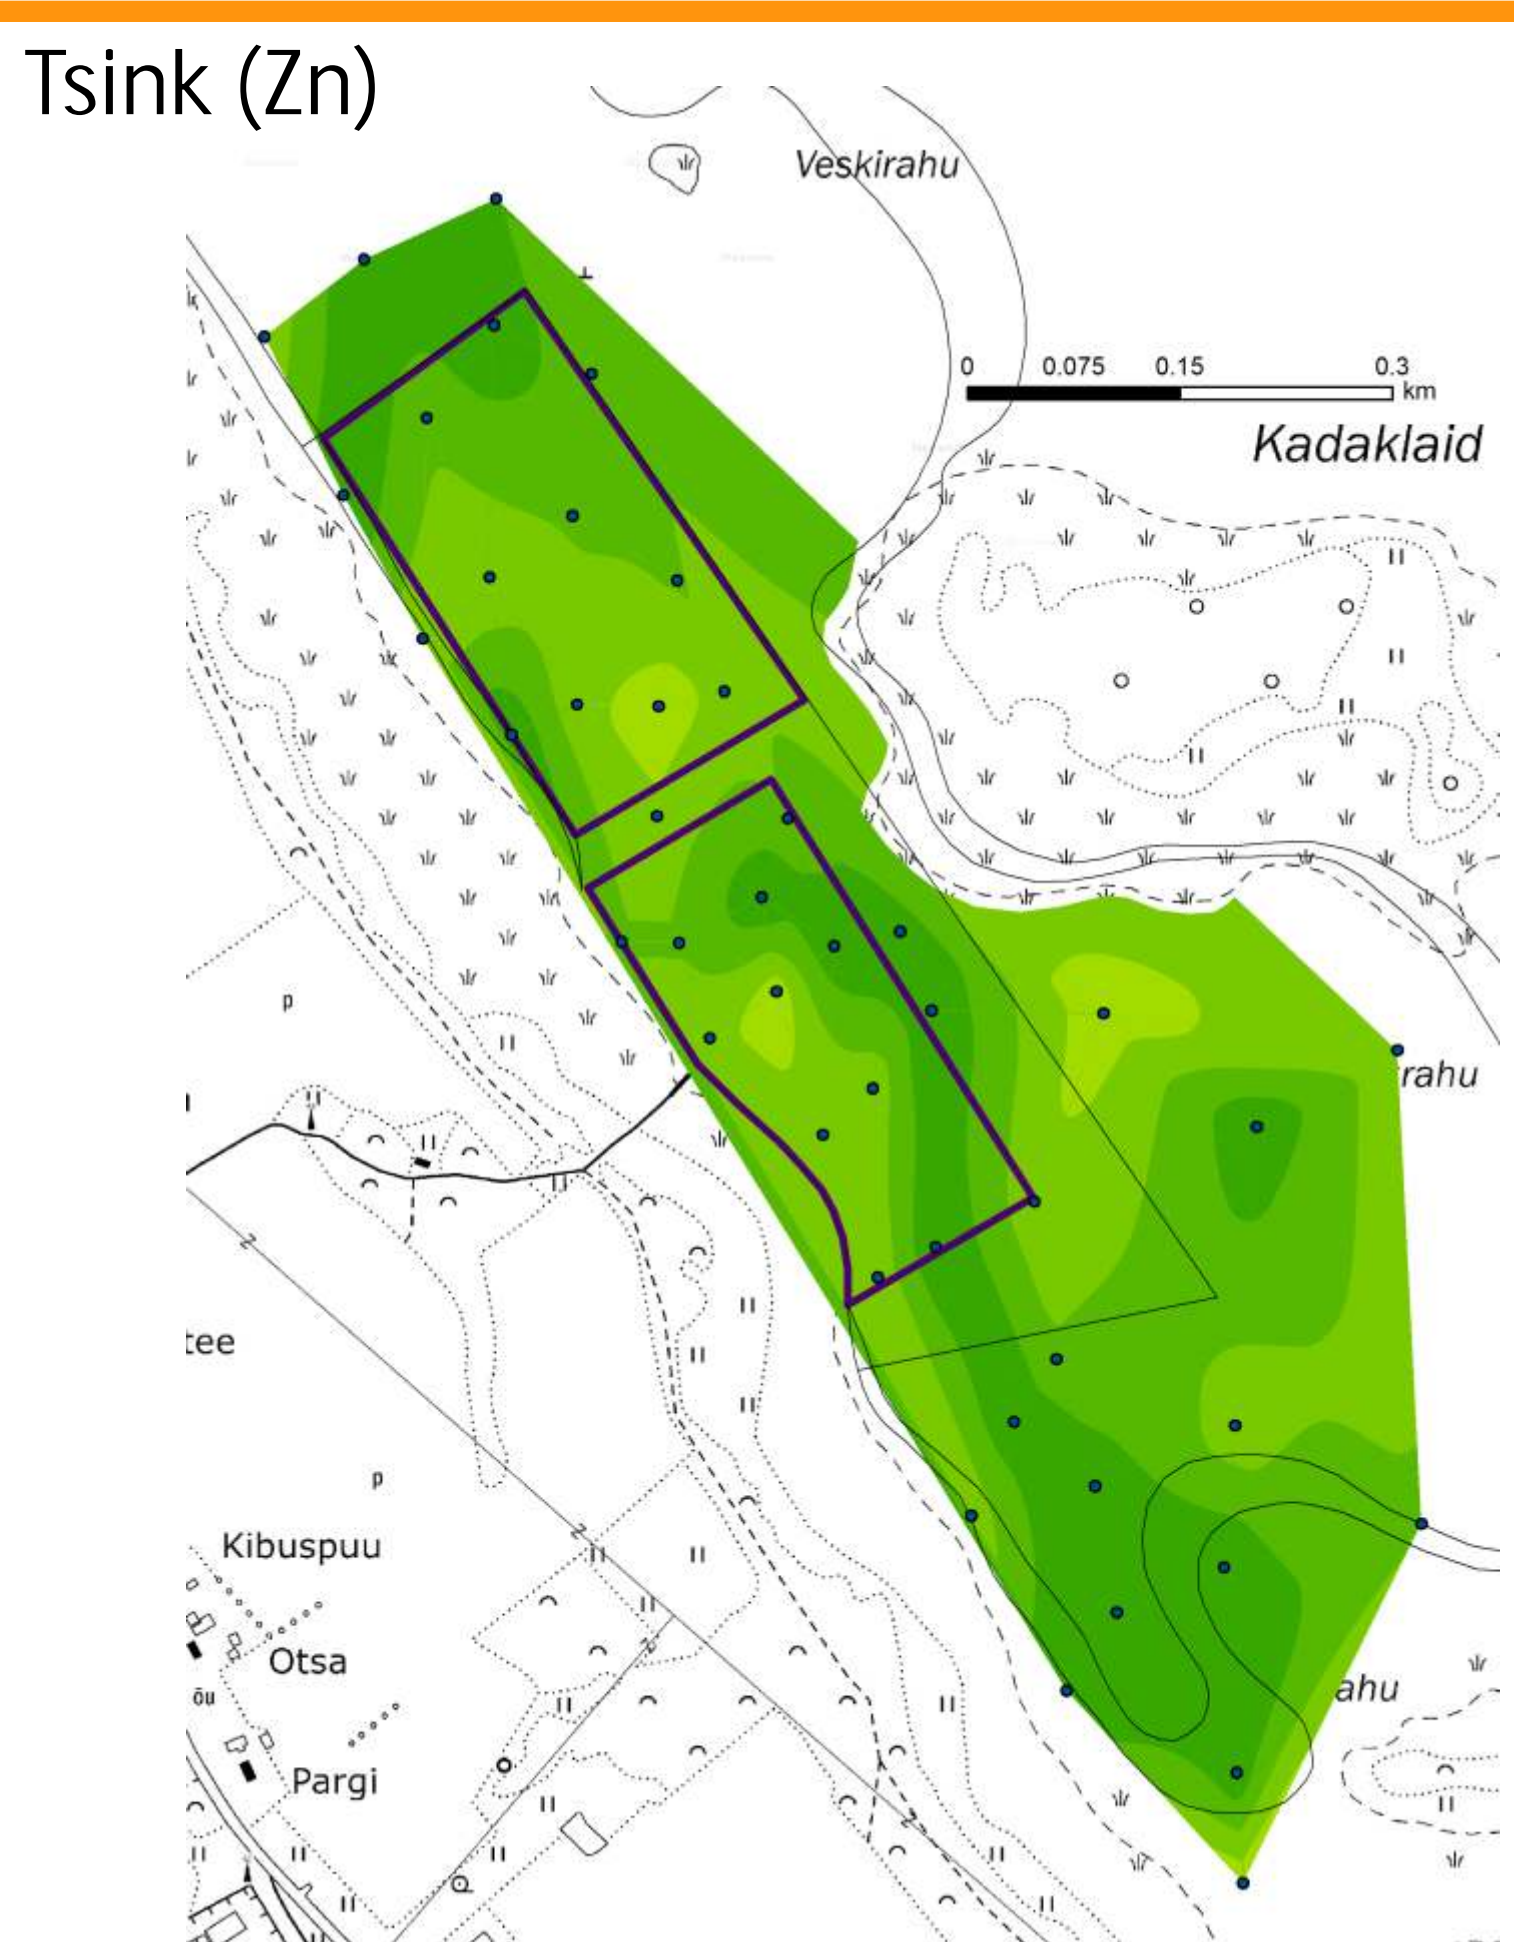 Tsink (Zn)
Veskirahu
0 0.075 0.15 0.3
km
Kadaklaid
p
rahu
tee
p
Kibuspuu
Otsa
õu
ahu
Pargi